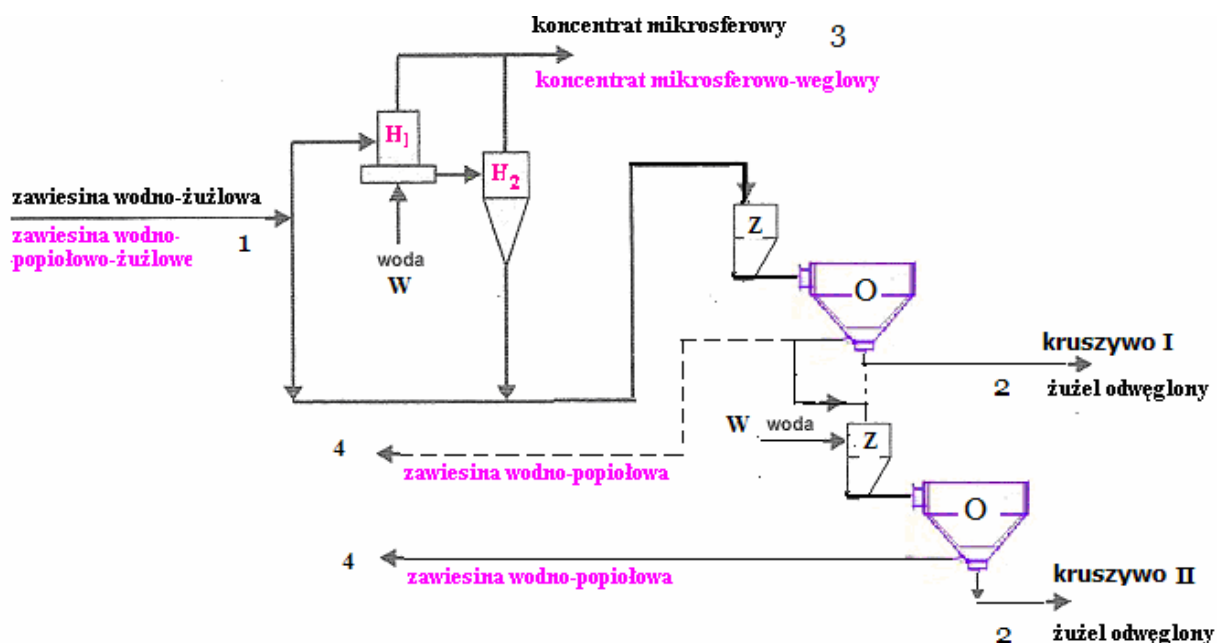 koncentrat mikrosferowy 3
koncentrat mikrosferowo-weglowy
H1
H2
zawiesina wodno-żużlowa
zawiesina wodno-
-popiołowo-żużlowe
1
woda
W
Z
O
kruszywo I
2 żużel odwęglony
W woda
Z
4
zawiesina wodno-popiołowa
O
4
zawiesina wodno-popiołowa
kruszywo II
2 żużel odwęglony